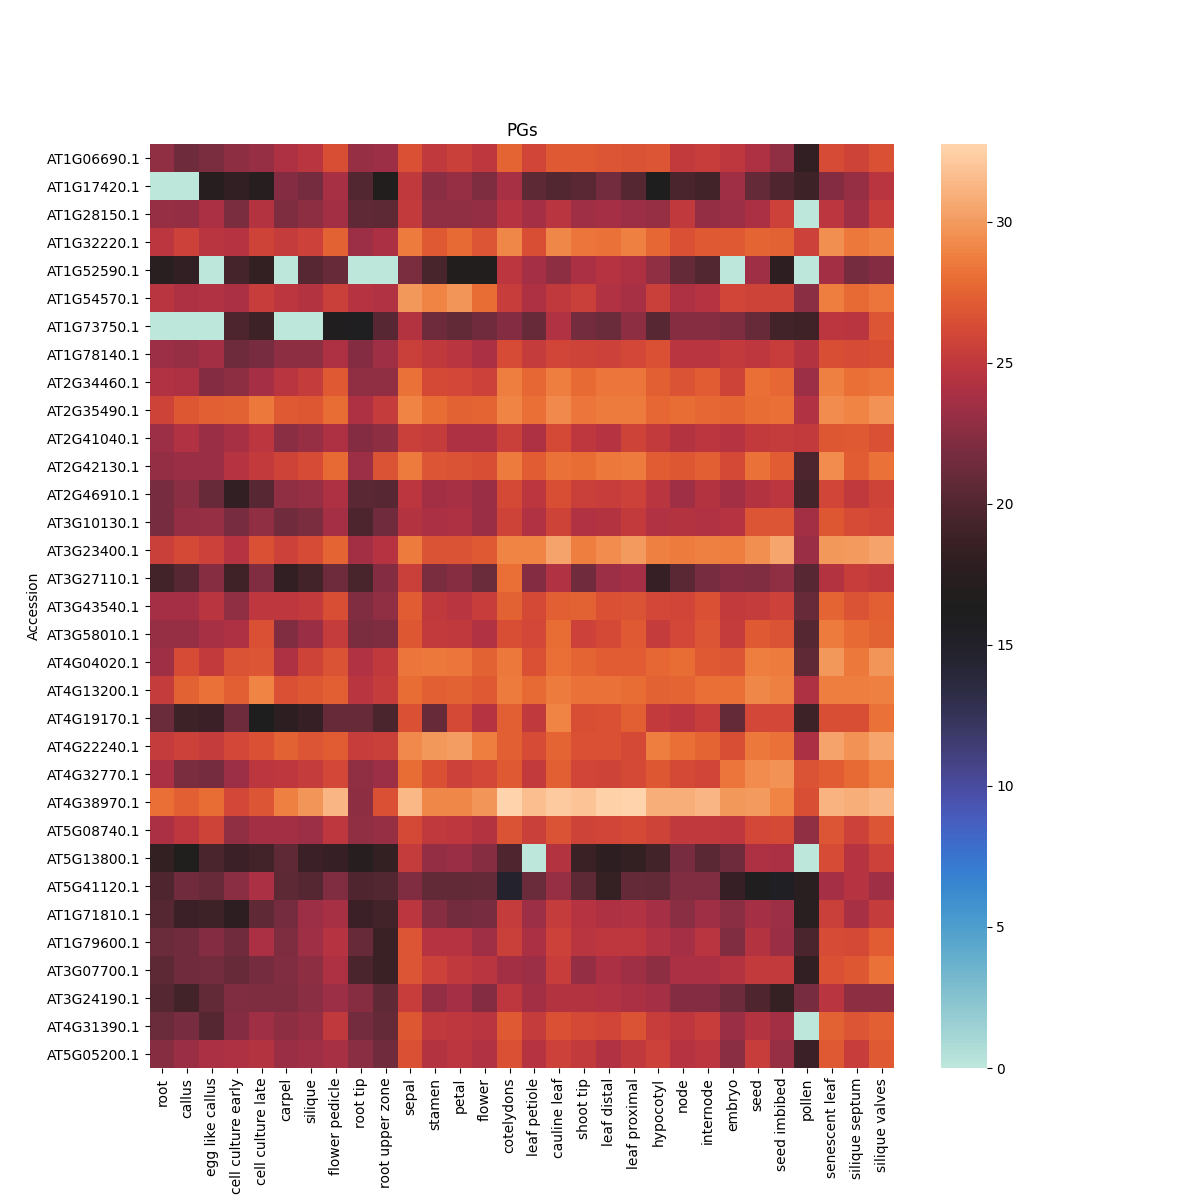 PGs
Accession
AT1G06690.1
AT1G17420.1
AT1G28150.1
AT1G32220.1
AT1G52590.1
AT1G54570.1
AT1G73750.1
AT1G78140.1
AT2G34460.1
AT2G35490.1
AT2G41040.1
AT2G42130.1
AT2G46910.1
AT3G10130.1
AT3G23400.1
AT3G27110.1
AT3G43540.1
AT3G58010.1
AT4G04020.1
AT4G13200.1
AT4G19170.1
AT4G22240.1
AT4G32770.1
AT4G38970.1
AT5G08740.1
AT5G13800.1
AT5G41120.1
AT1G71810.1
AT1G79600.1
AT3G07700.1
AT3G24190.1
AT4G31390.1
AT5G05200.1
root
callus
egg like callus
cell culture early
cell culture late
carpel
silique
flower pedicle
root tip
root upper zone
sepal
stamen
petal
flower
cotelydons
leaf petiole
cauline leaf
shoot tip
leaf distal
leaf proximal
hypocotyl
node
internode
embryo
seed
seed imbibed
pollen
senescent leaf
silique septum
silique valves
30
25
20
15
10
5
0